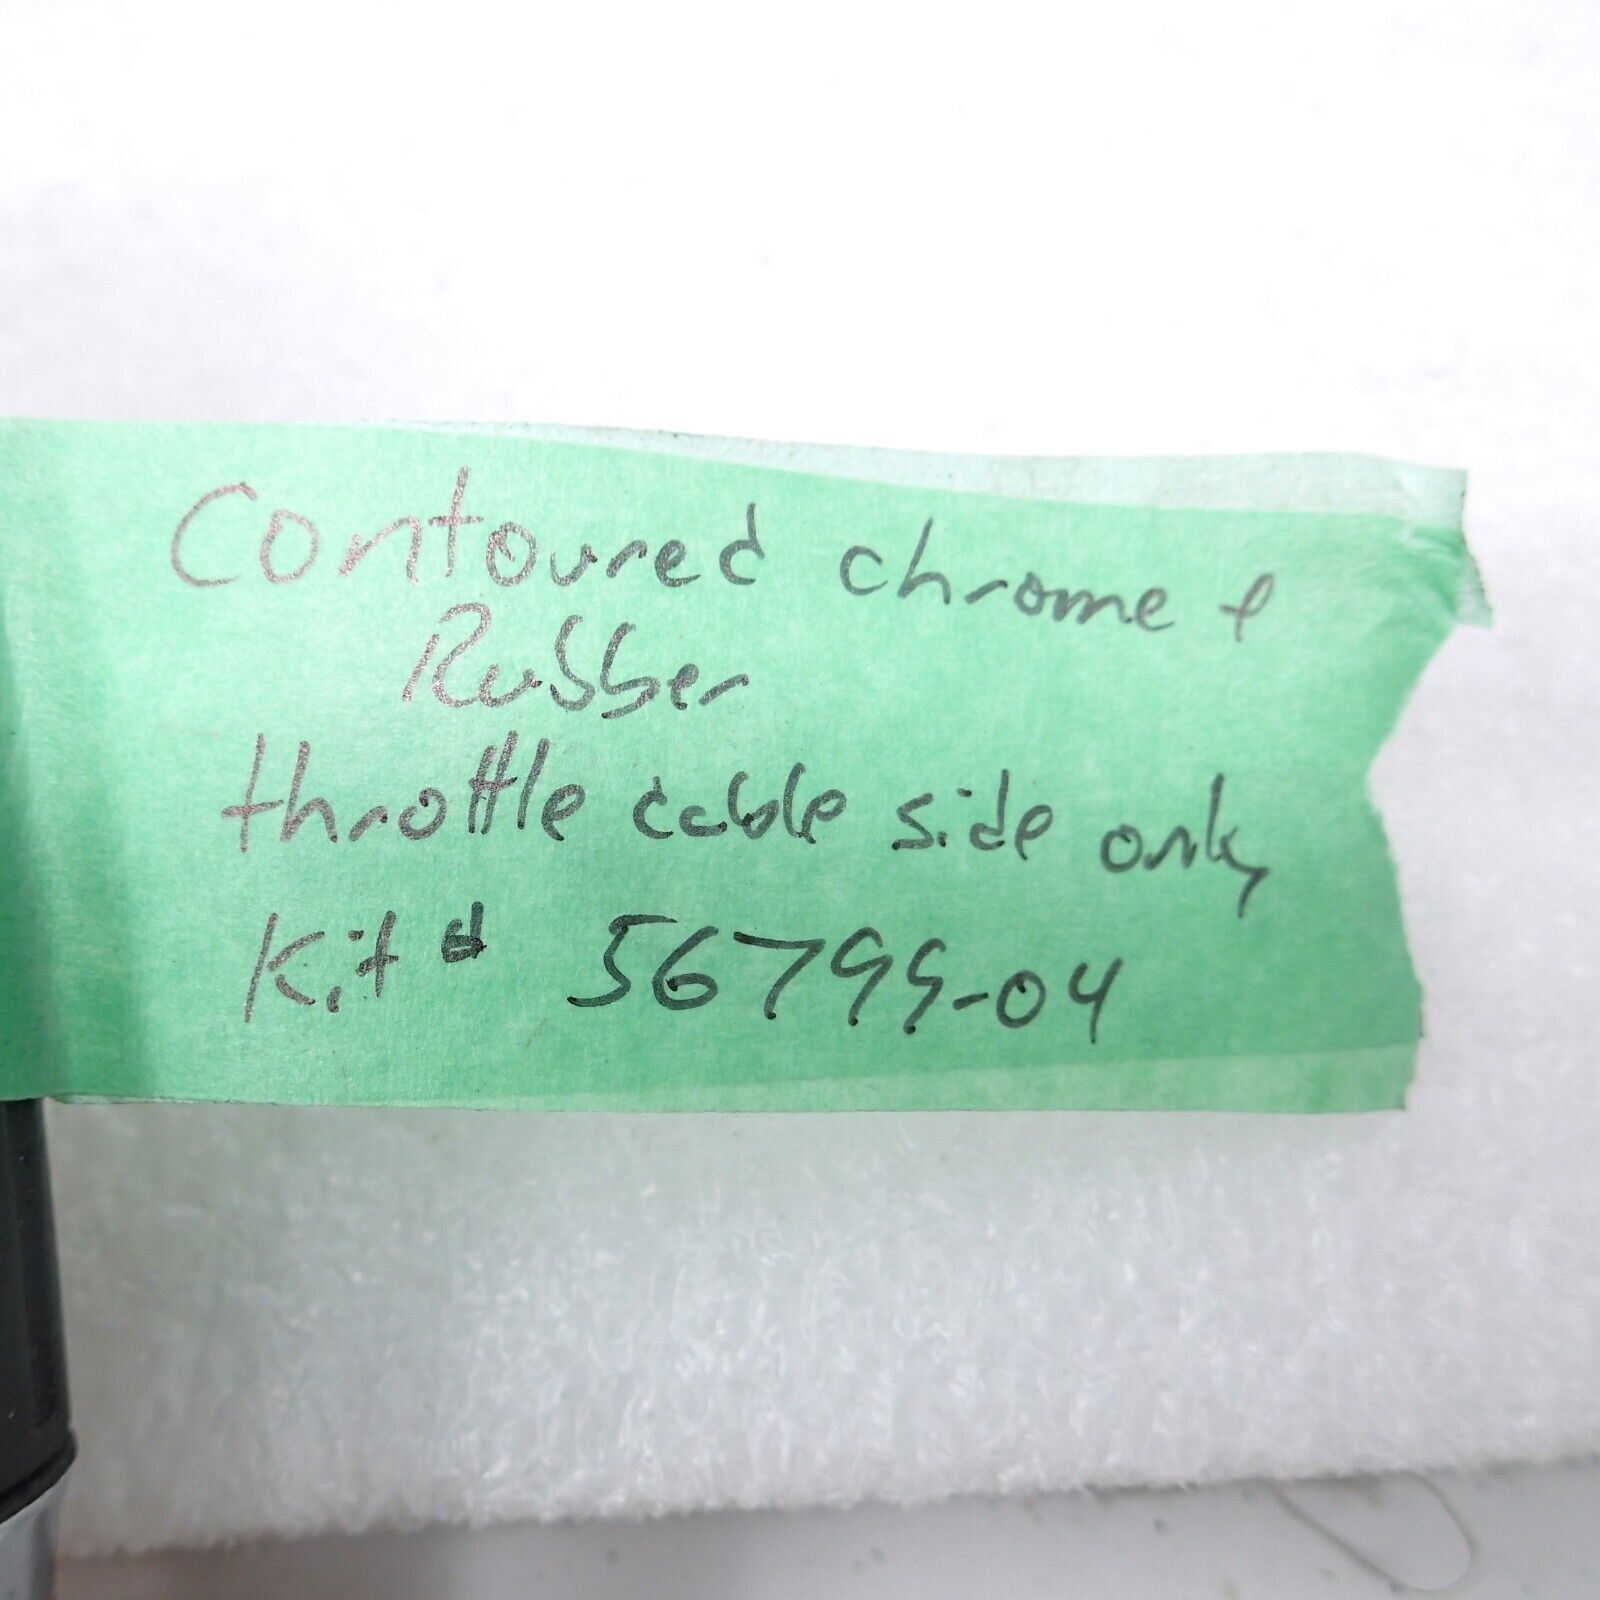 Contoured chrome +
Rubber
throttle cable side only
Kit # 56799-04